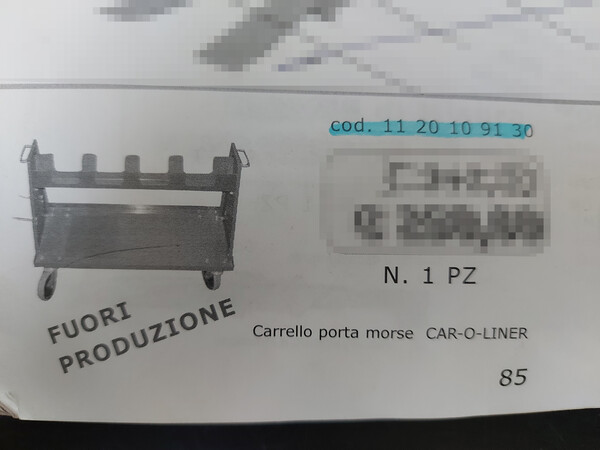 cod. 11 20 10 91 30
N. 1 PZ
FUORI
PRODUZIONE
Carrello porta morse CAR-O-LINER
85